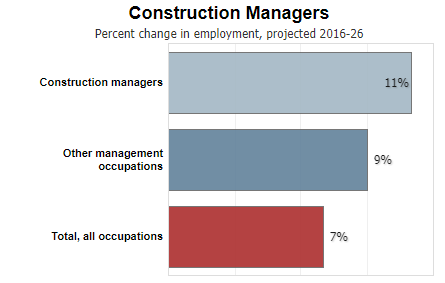 Construction Managers
Percent change in employment, projected 2016-26
Construction managers
11%
Other management
occupations
9%
Total, all occupations
7%